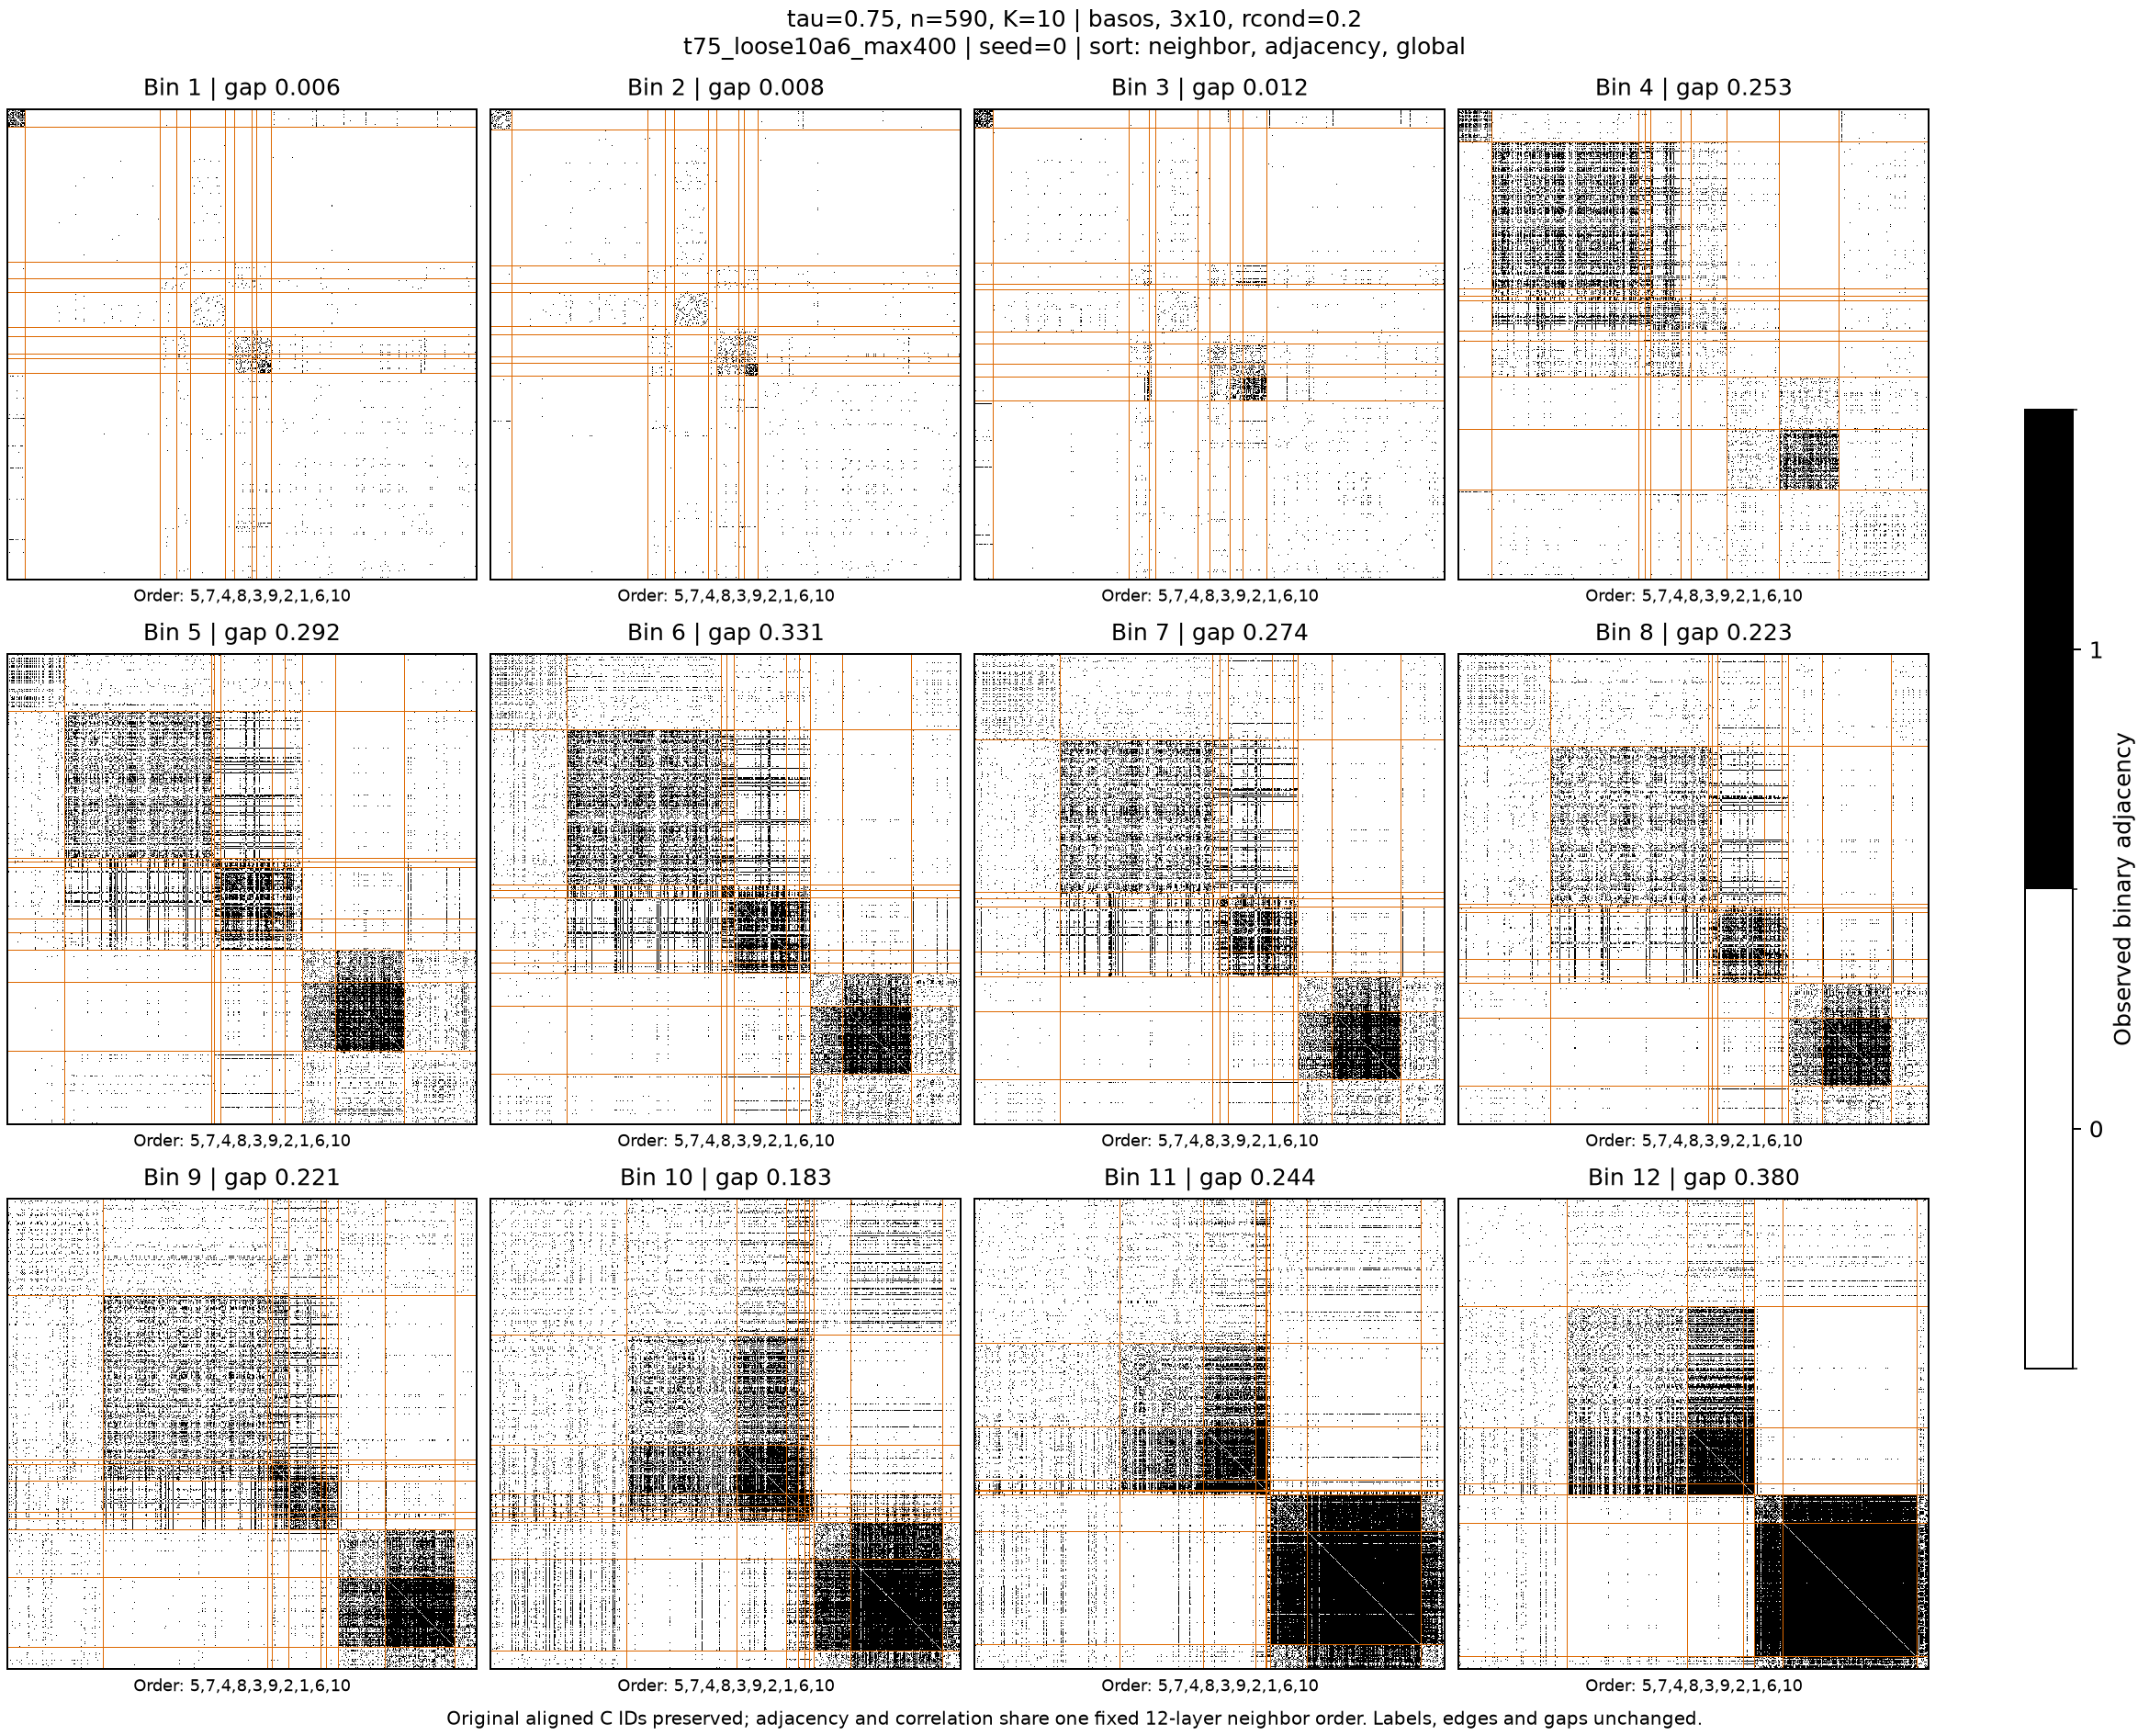 tau=0.75, n=590, K=10 | basos, 3x10, rcond=0.2
t75_loose10a6_max400 | seed=0 | sort: neighbor, adjacency, global
Bin 1 | gap 0.006
Bin 2 | gap 0.008
Bin 3 | gap 0.012
Bin 4 | gap 0.253
Order: 5,7,4,8,3,9,2,1,6,10
Order: 5,7,4,8,3,9,2,1,6,10
Order: 5,7,4,8,3,9,2,1,6,10
Order: 5,7,4,8,3,9,2,1,6,10
Bin 5 | gap 0.292
Bin 6 | gap 0.331
Bin 7 | gap 0.274
Bin 8 | gap 0.223
Order: 5,7,4,8,3,9,2,1,6,10
Order: 5,7,4,8,3,9,2,1,6,10
Order: 5,7,4,8,3,9,2,1,6,10
Order: 5,7,4,8,3,9,2,1,6,10
Bin 9 | gap 0.221
Bin 10 | gap 0.183
Bin 11 | gap 0.244
Bin 12 | gap 0.380
Order: 5,7,4,8,3,9,2,1,6,10
Order: 5,7,4,8,3,9,2,1,6,10
Order: 5,7,4,8,3,9,2,1,6,10
Order: 5,7,4,8,3,9,2,1,6,10
1
0
Observed binary adjacency
Original aligned C IDs preserved; adjacency and correlation share one fixed 12-layer neighbor order. Labels, edges and gaps unchanged.